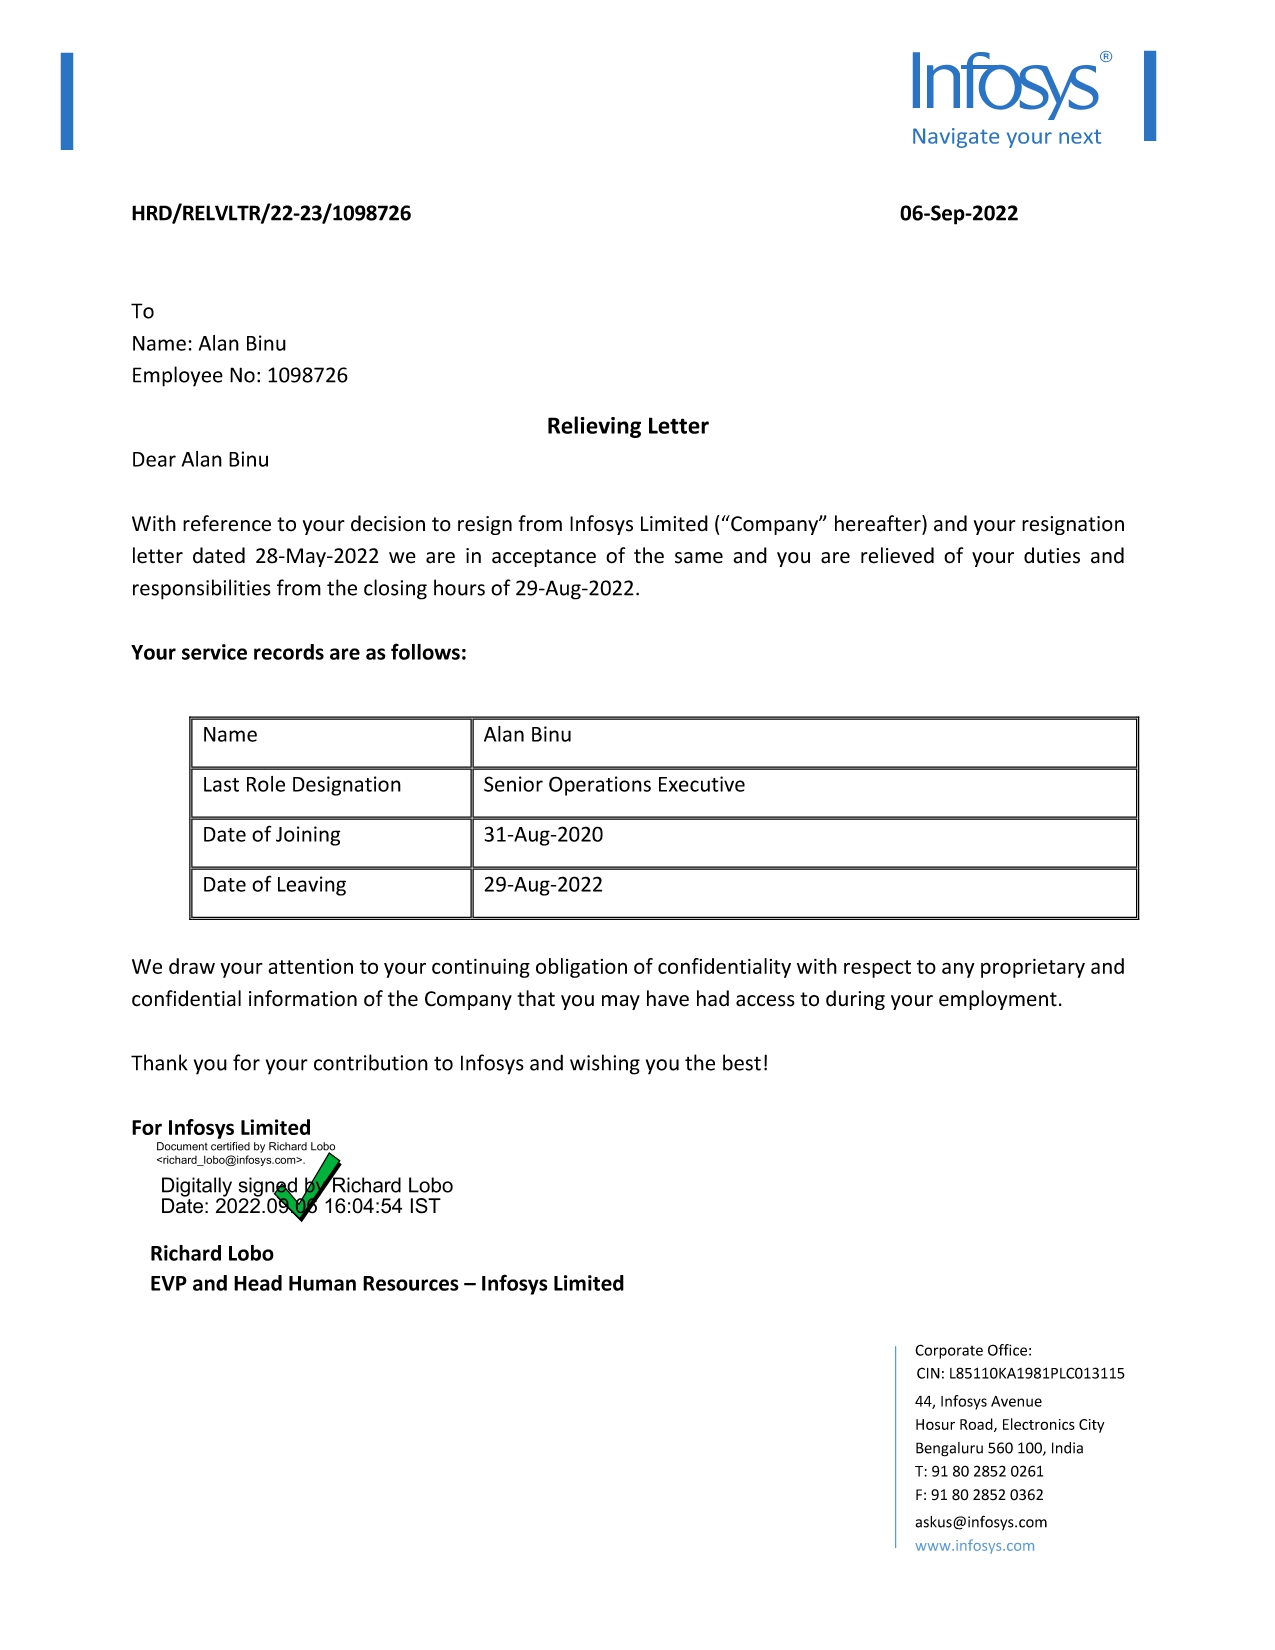 Infosys®
Navigate your next
HRD/RELVLTR/22-23/1098726 06-Sep-2022
To
Name: Alan Binu
Employee No: 1098726
Relieving Letter
Dear Alan Binu
With reference to your decision to resign from Infosys Limited (“Company” hereafter) and your resignation
letter dated 28-May-2022 we are in acceptance of the same and you are relieved of your duties and
responsibilities from the closing hours of 29-Aug-2022.
Your service records are as follows:
Name Alan Binu
Last Role Designation Senior Operations Executive
Date of Joining 31-Aug-2020
Date of Leaving 29-Aug-2022
We draw your attention to your continuing obligation of confidentiality with respect to any proprietary and
confidential information of the Company that you may have had access to during your employment.
Thank you for your contribution to Infosys and wishing you the best!
For Infosys Limited
Document certified by Richard Lobo
<richard_lobo@infosys.com>.
Digitally signed by Richard Lobo
Date: 2022.09.06 16:04:54 IST
Richard Lobo
EVP and Head Human Resources – Infosys Limited
Corporate Office:
CIN: L85110KA1981PLC013115
44, Infosys Avenue
Hosur Road, Electronics City
Bengaluru 560 100, India
T: 91 80 2852 0261
F: 91 80 2852 0362
askus@infosys.com
www.infosys.com